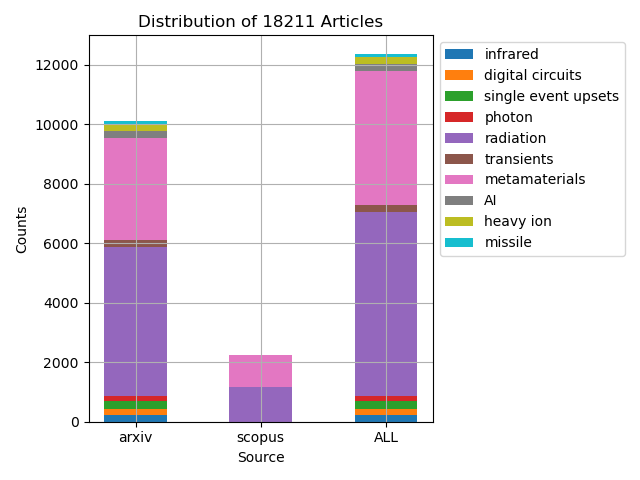 Distribution of 18211 Articles
12000
10000
8000
6000
4000
2000
0
Counts
arxiv
scopus
ALL
Source
infrared
digital circuits
single event upsets
photon
radiation
transients
metamaterials
AI
heavy ion
missile